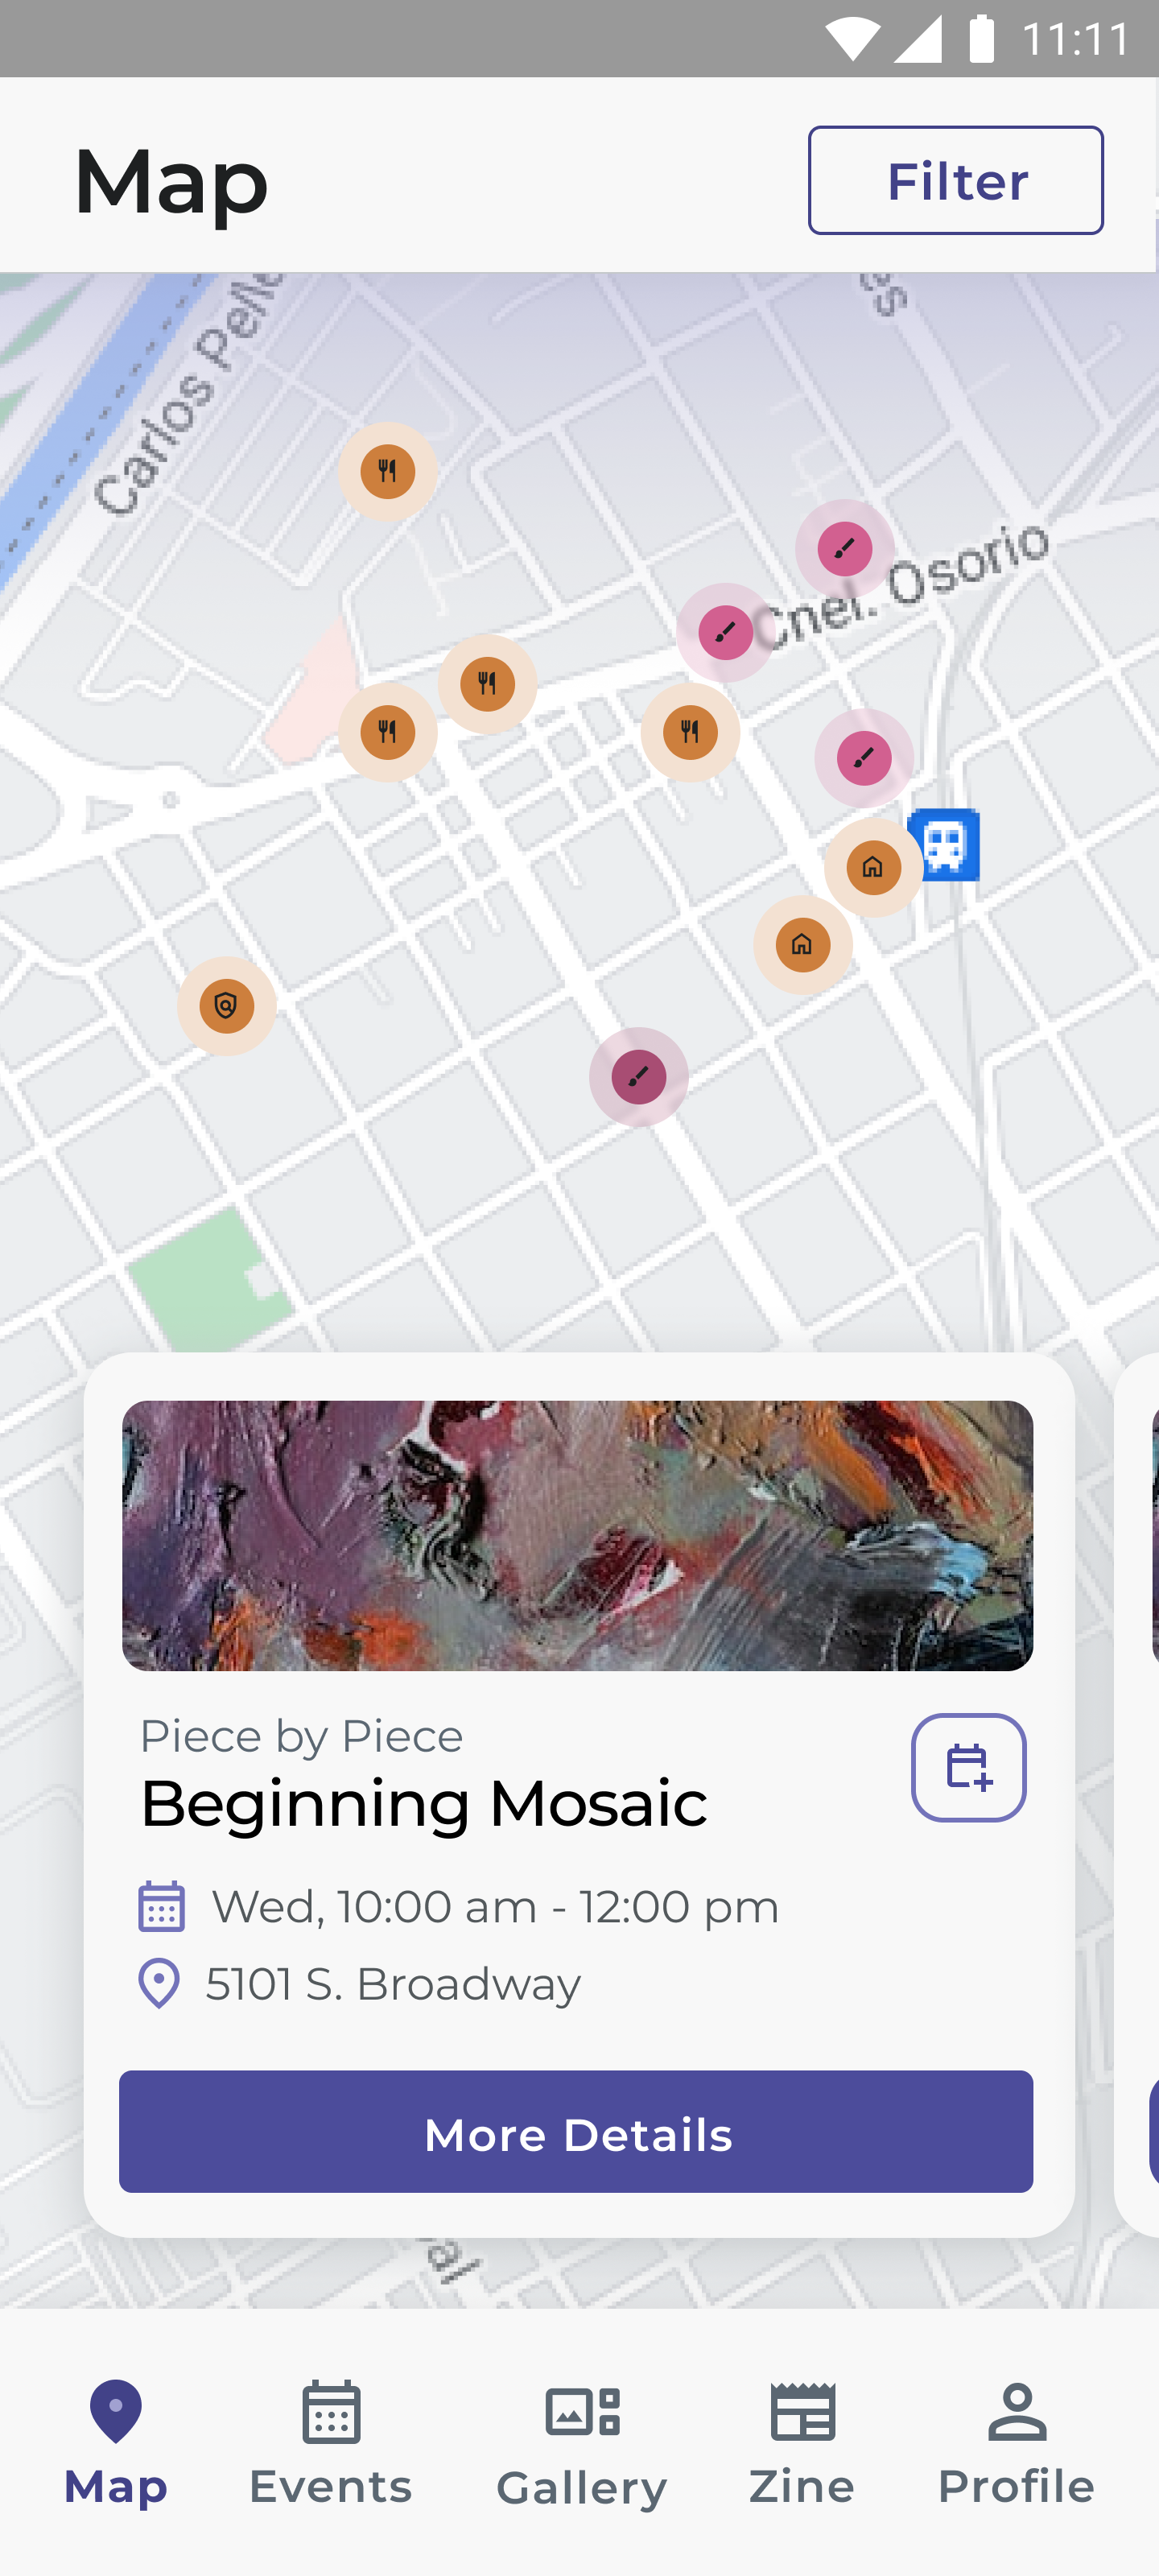 11:11
Map
Filter
Carlos
Cnel. Osorio
Piece by Piece
Beginning Mosaic
Wed, 10:00 am - 12:00 pm
5101 S. Broadway
More Details
Map
Events
Gallery
Zine
Profile